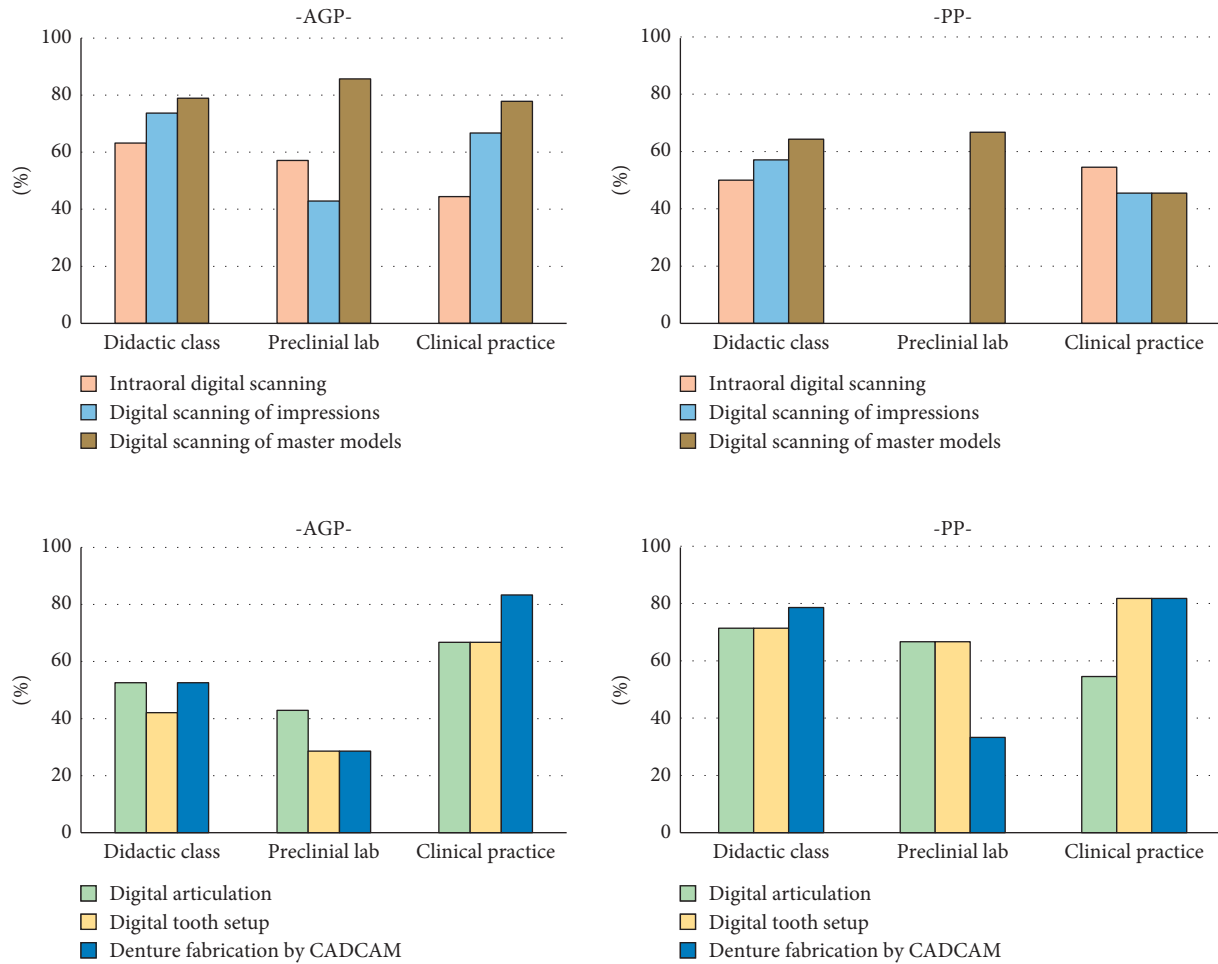 -AGP-
100
80
60
40
20
0
(%)
Didactic class Preclinial lab Clinical practice
Intraoral digital scanning
Digital scanning of impressions
Digital scanning of master models
-PP-
100
80
60
40
20
0
(%)
Didactic class Preclinial lab Clinical practice
Intraoral digital scanning
Digital scanning of impressions
Digital scanning of master models
-AGP-
100
80
60
40
20
0
(%)
Didactic class Preclinial lab Clinical practice
Digital articulation
Digital tooth setup
Denture fabrication by CADCAM
-PP-
100
80
60
40
20
0
(%)
Didactic class Preclinial lab Clinical practice
Digital articulation
Digital tooth setup
Denture fabrication by CADCAM